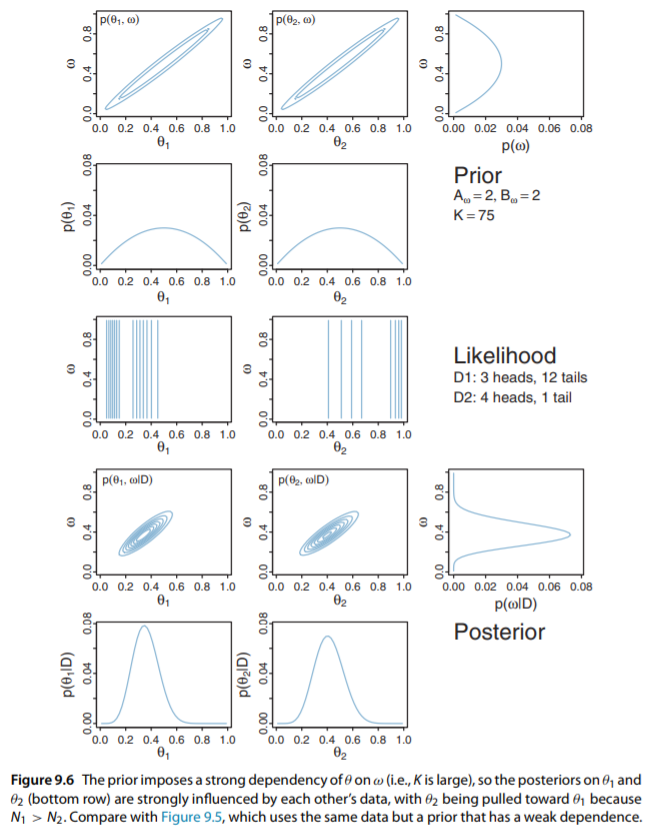 p(θ₁, ω)
ω
0.0 0.4 0.8
0.0 0.2 0.4 0.6 0.8 1.0
θ₁
p(θ₂, ω)
ω
0.0 0.4 0.8
0.0 0.2 0.4 0.6 0.8 1.0
θ₂
ω
0.0 0.4 0.8
0.00 0.02 0.04 0.06 0.08
p(ω)
p(θ₁)
0.00 0.04 0.08
0.0 0.2 0.4 0.6 0.8 1.0
θ₁
p(θ₂)
0.00 0.04 0.08
0.0 0.2 0.4 0.6 0.8 1.0
θ₂
Prior
Aω = 2, Bω = 2
K = 75
ω
0.0 0.4 0.8
0.0 0.2 0.4 0.6 0.8 1.0
θ₁
ω
0.0 0.4 0.8
0.0 0.2 0.4 0.6 0.8 1.0
θ₂
Likelihood
D1: 3 heads, 12 tails
D2: 4 heads, 1 tail
p(θ₁, ω|D)
ω
0.0 0.4 0.8
0.0 0.2 0.4 0.6 0.8 1.0
θ₁
p(θ₂, ω|D)
ω
0.0 0.4 0.8
0.0 0.2 0.4 0.6 0.8 1.0
θ₂
ω
0.0 0.4 0.8
0.00 0.02 0.04 0.06 0.08
p(ω|D)
p(θ₁|D)
0.00 0.04 0.08
0.0 0.2 0.4 0.6 0.8 1.0
θ₁
p(θ₂|D)
0.00 0.04 0.08
0.0 0.2 0.4 0.6 0.8 1.0
θ₂
Posterior
Figure 9.6 The prior imposes a strong dependency of θ on ω (i.e., K is large), so the posteriors on θ₁ and
θ₂ (bottom row) are strongly influenced by each other's data, with θ₂ being pulled toward θ₁ because
N₁ > N₂. Compare with Figure 9.5, which uses the same data but a prior that has a weak dependence.